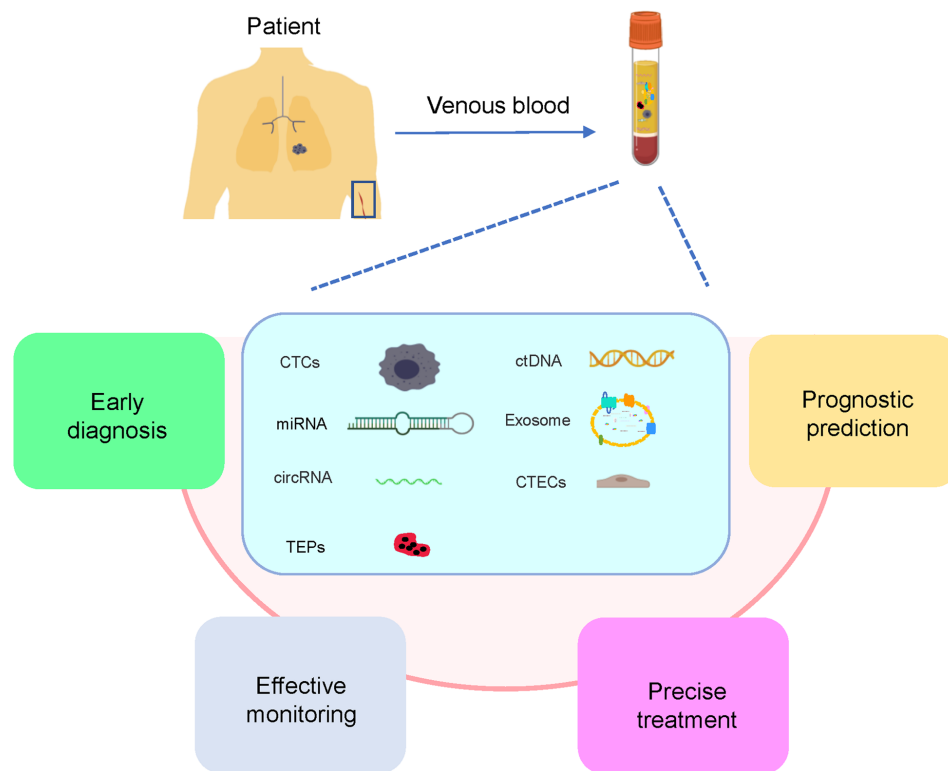 Patient
Venous blood
CTCs
ctDNA
miRNA
Exosome
circRNA
CTECs
TEPs
Early
diagnosis
Prognostic
prediction
Effective
monitoring
Precise
treatment